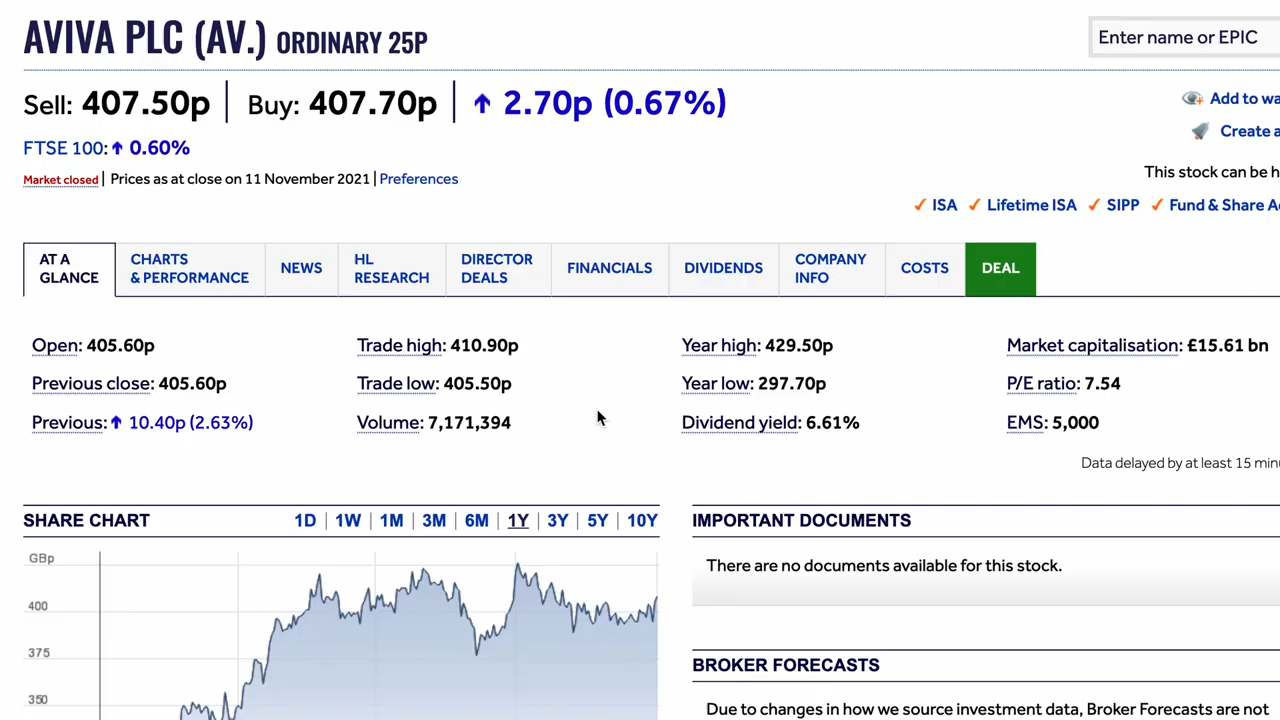 AVIVA PLC (AV.) ORDINARY 25P
Enter name or EPIC
Sell: 407.50p | Buy: 407.70p | ↑ 2.70p (0.67%)
Add to wa
FTSE 100: ↑ 0.60%
Create a
Market closed | Prices as at close on 11 November 2021 | Preferences
This stock can be h
✓ ISA ✓ Lifetime ISA ✓ SIPP ✓ Fund & Share A
AT A GLANCE
CHARTS & PERFORMANCE
NEWS
HL RESEARCH
DIRECTOR DEALS
FINANCIALS
DIVIDENDS
COMPANY INFO
COSTS
DEAL
Open: 405.60p
Trade high: 410.90p
Year high: 429.50p
Market capitalisation: £15.61 bn
Previous close: 405.60p
Trade low: 405.50p
Year low: 297.70p
P/E ratio: 7.54
Previous: ↑ 10.40p (2.63%)
Volume: 7,171,394
Dividend yield: 6.61%
EMS: 5,000
Data delayed by at least 15 min
SHARE CHART
1D | 1W | 1M | 3M | 6M | 1Y | 3Y | 5Y | 10Y
GBp
400
375
350
IMPORTANT DOCUMENTS
There are no documents available for this stock.
BROKER FORECASTS
Due to changes in how we source investment data, Broker Forecasts are not